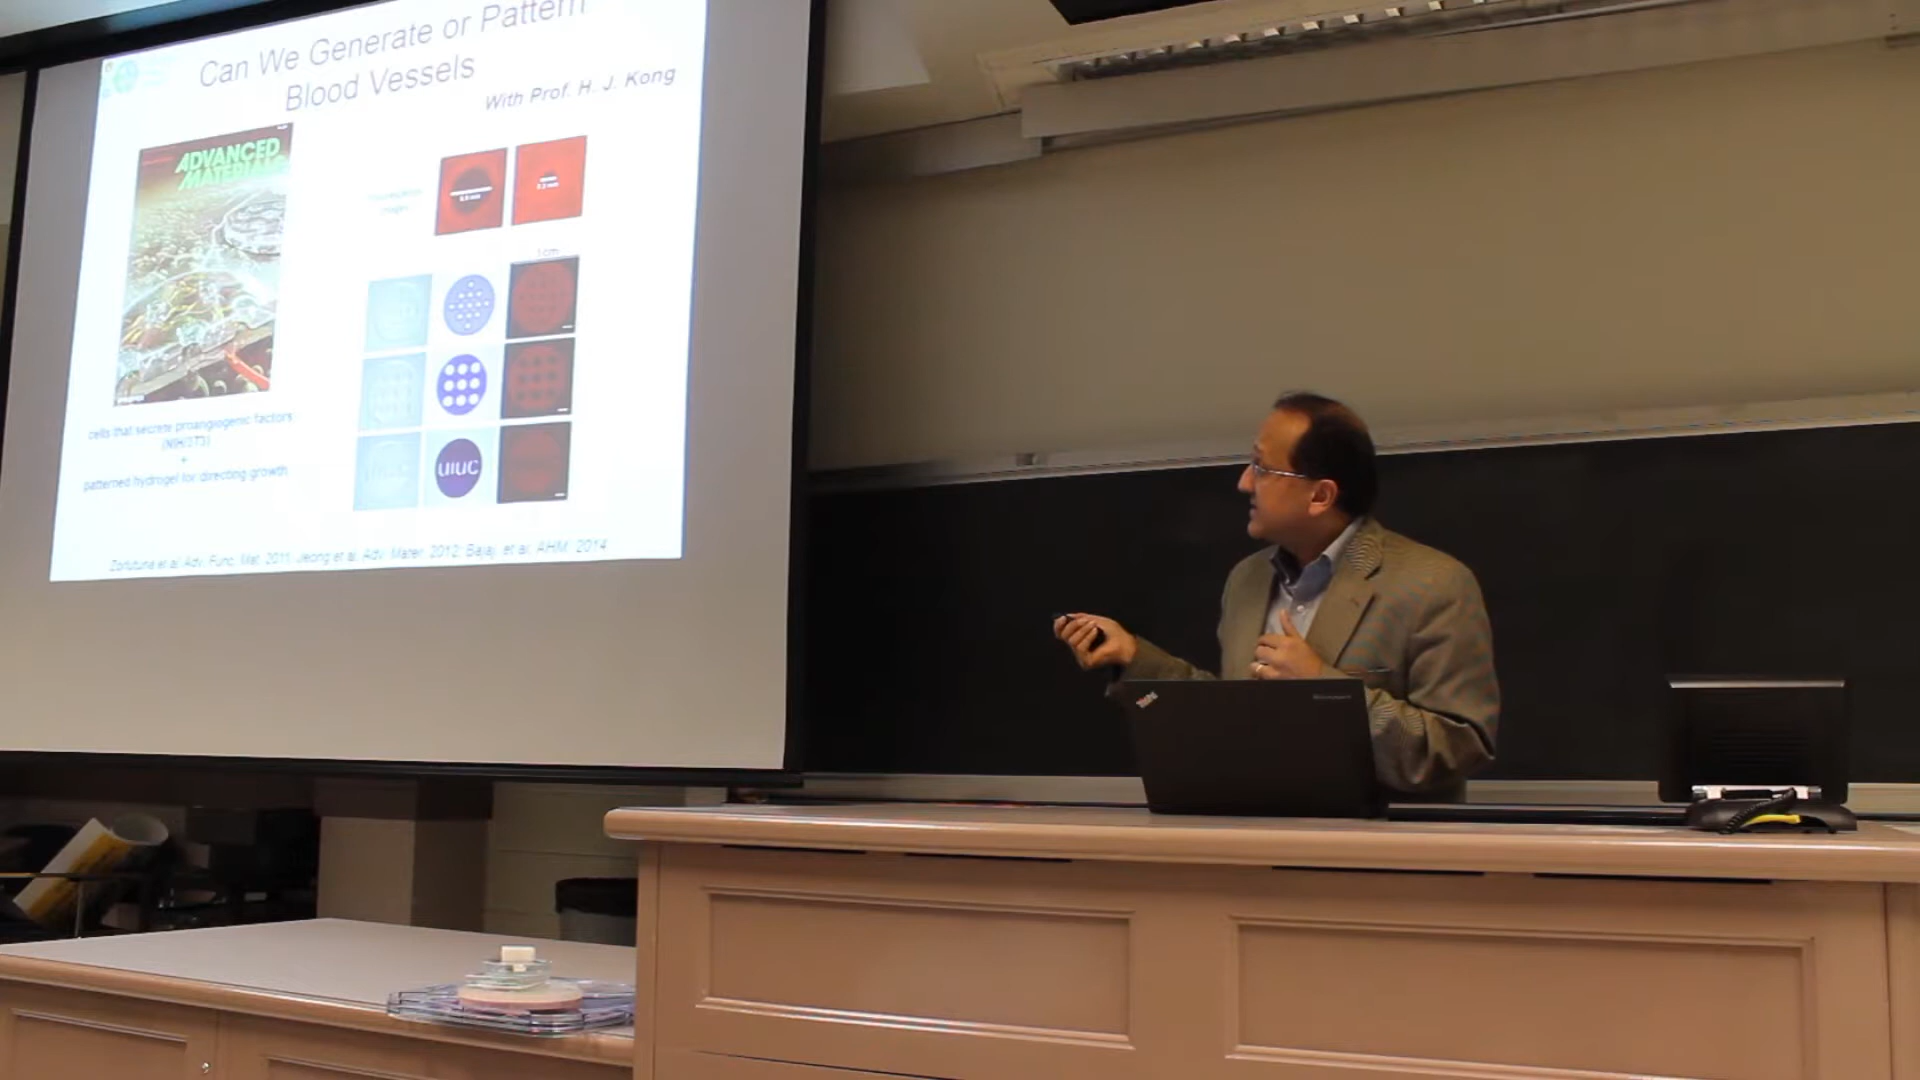 Can We Generate or Pattern
Blood Vessels
With Prof. H. J. Kong
ADVANCED
MATERIALS
1cm
UIUC
cells that secrete proangiogenic factors
(NIH/3T3)
+
patterned hydrogel for directing growth
Zorlutuna et al, Adv. Func. Mat. 2011; Jeong et al, Adv. Mater. 2012; Bajaj, et al, AHM, 2014
ThinkPad